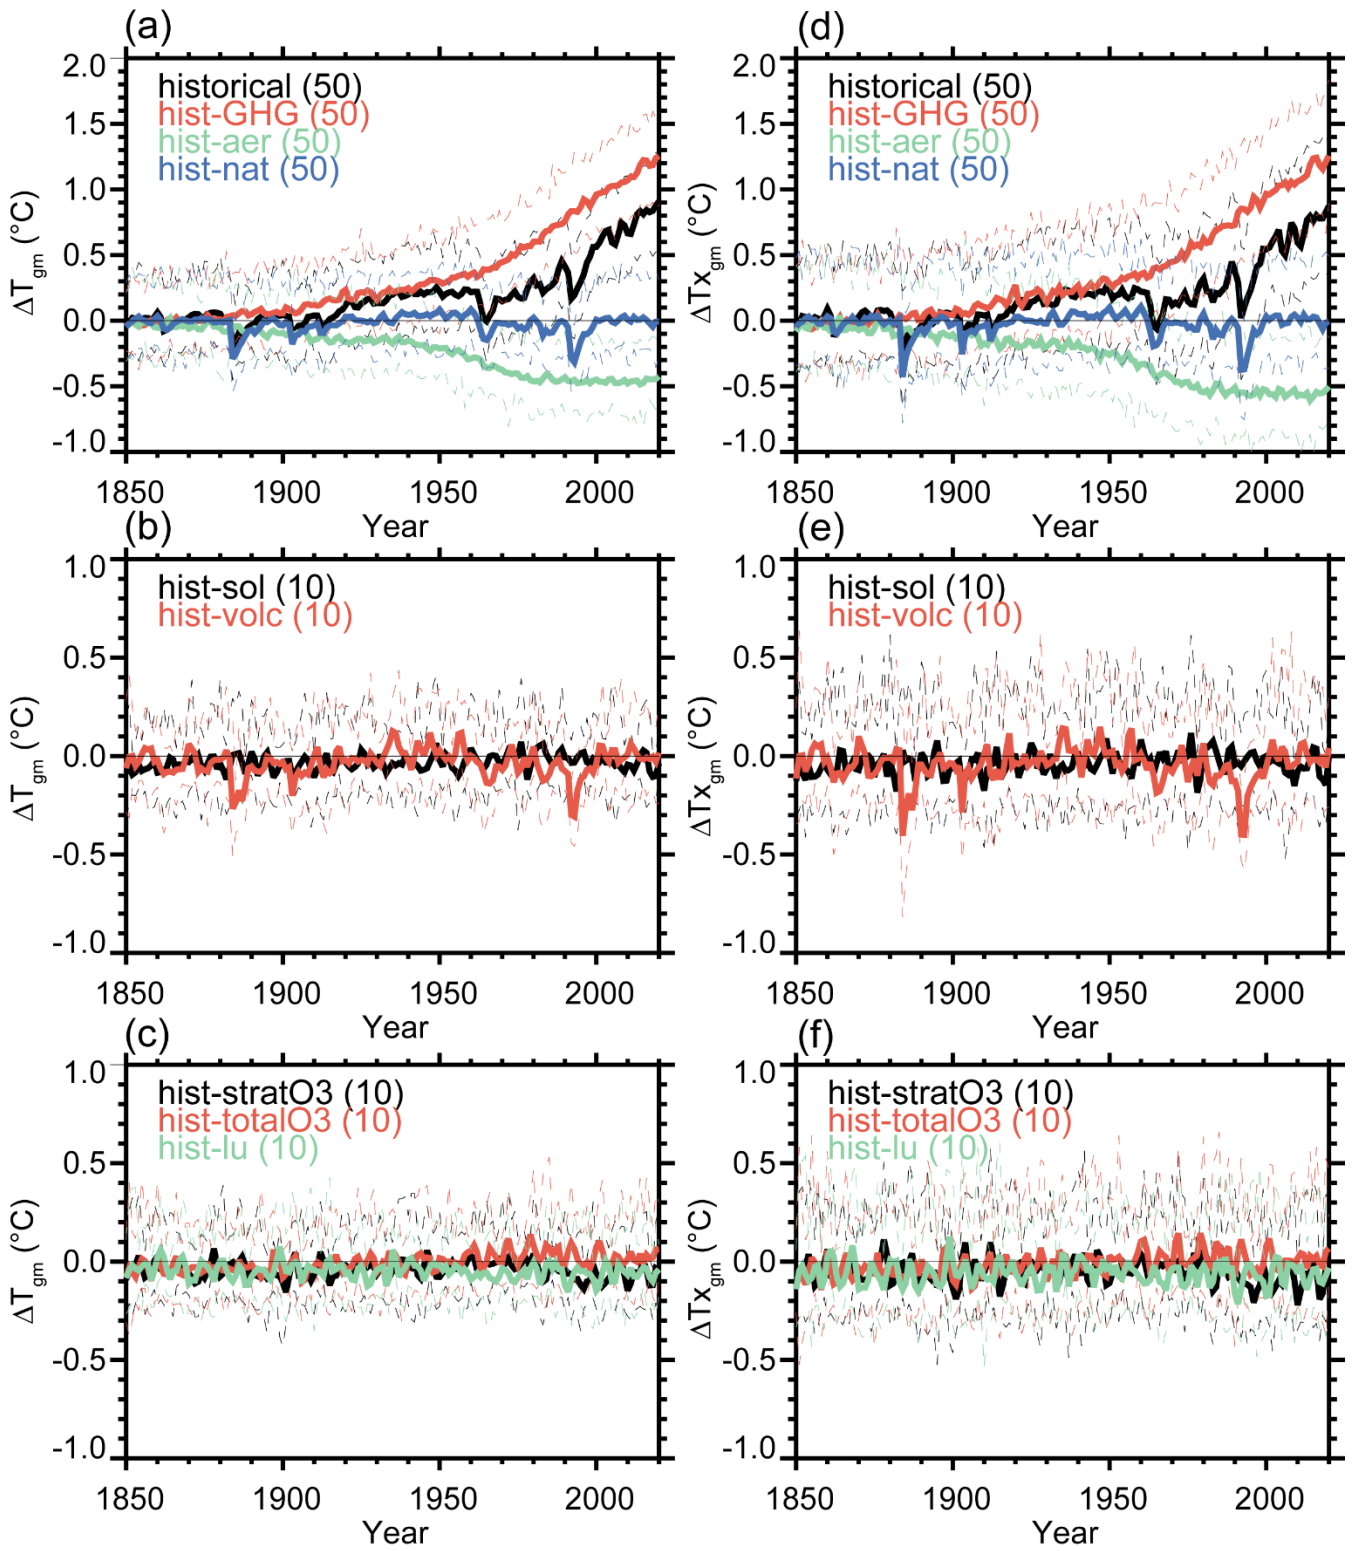 (a)
2.0
1.5
1.0
0.5
0.0
-0.5
-1.0
ΔTgm (°C)
historical (50)
hist-GHG (50)
hist-aer (50)
hist-nat (50)
1850 1900 1950 2000
Year
(d)
2.0
1.5
1.0
0.5
0.0
-0.5
-1.0
ΔTxgm (°C)
historical (50)
hist-GHG (50)
hist-aer (50)
hist-nat (50)
1850 1900 1950 2000
Year
(b)
1.0
0.5
0.0
-0.5
-1.0
ΔTgm (°C)
hist-sol (10)
hist-volc (10)
1850 1900 1950 2000
Year
(e)
1.0
0.5
0.0
-0.5
-1.0
ΔTxgm (°C)
hist-sol (10)
hist-volc (10)
1850 1900 1950 2000
Year
(c)
1.0
0.5
0.0
-0.5
-1.0
ΔTgm (°C)
hist-stratO3 (10)
hist-totalO3 (10)
hist-lu (10)
1850 1900 1950 2000
Year
(f)
1.0
0.5
0.0
-0.5
-1.0
ΔTxgm (°C)
hist-stratO3 (10)
hist-totalO3 (10)
hist-lu (10)
1850 1900 1950 2000
Year